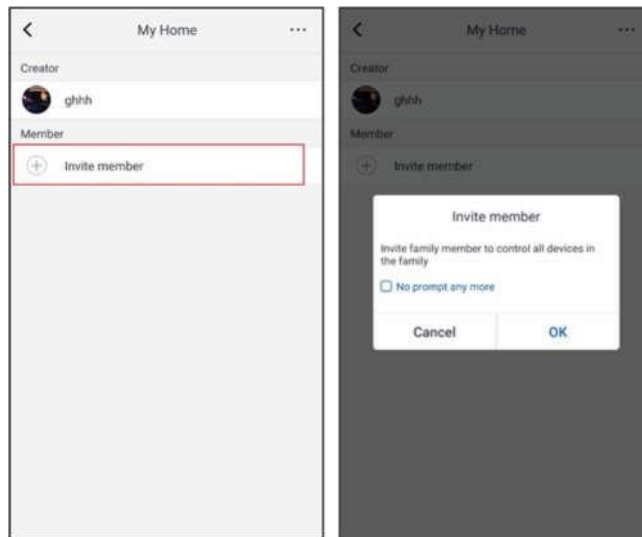 My Home
Creator
ghhh
Member
Invite member
My Home
Creator
ghhh
Member
Invite member
Invite member
Invite family member to control all devices in
the family
No prompt any more
Cancel OK